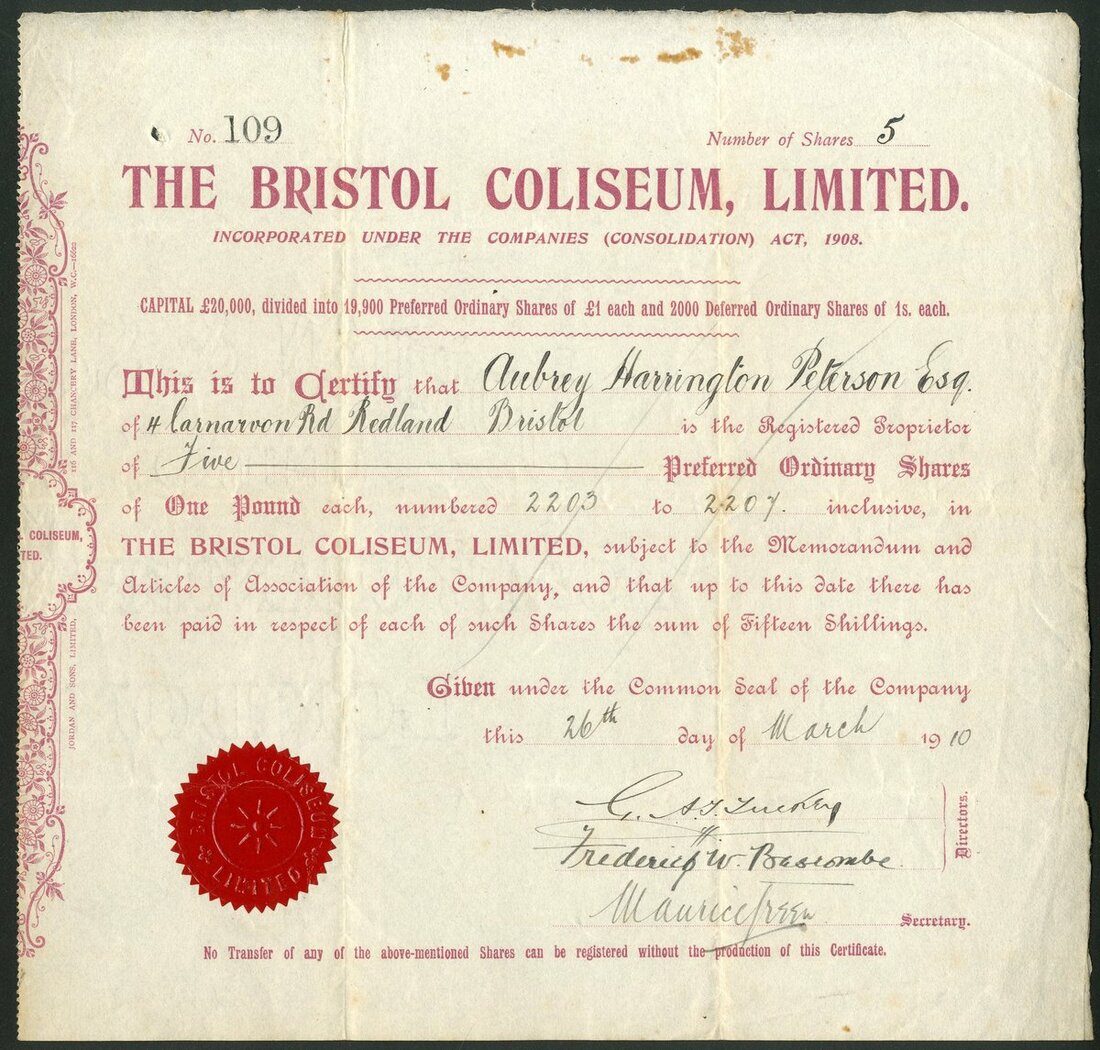 No. 109
Number of Shares 5
THE BRISTOL COLISEUM, LIMITED.
INCORPORATED UNDER THE COMPANIES (CONSOLIDATION) ACT, 1908.
CAPITAL £20,000, divided into 19,900 Preferred Ordinary Shares of £1 each and 2000 Deferred Ordinary Shares of 1s. each.
This is to Certify that Aubrey Harrington Peterson Esq.
of 4 Carnarvon Rd Redland Bristol is the Registered Proprietor
of Five Preferred Ordinary Shares
of One Pound each, numbered 2203 to 2207. inclusive, in
THE BRISTOL COLISEUM, LIMITED, subject to the Memorandum and
Articles of Association of the Company, and that up to this date there has
been paid in respect of each of such Shares the sum of Fifteen Shillings.
Given under the Common Seal of the Company
this 26th day of March 1910
G. A. J. Tuckey
Frederick W. Bascombe
Directors.
Maurice Green
Secretary.
No Transfer of any of the above-mentioned Shares can be registered without the production of this Certificate.
BRISTOL COLISEUM
LIMITED
COLISEUM,
TED.
JORDAN AND SONS, LIMITED, 116 AND 117 CHANCERY LANE, LONDON, W.C.